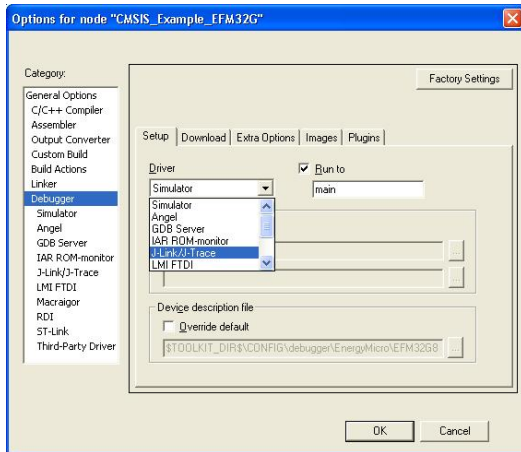 Options for node "CMSIS_Example_EFM32G"
Category:
General Options
C/C++ Compiler
Assembler
Output Converter
Custom Build
Build Actions
Linker
Debugger
Simulator
Angel
GDB Server
IAR ROM-monitor
J-Link/J-Trace
LMI FTDI
Macraigor
RDI
ST-Link
Third-Party Driver
Factory Settings
Setup Download Extra Options Images Plugins
Driver
Simulator
Simulator
Angel
GDB Server
IAR ROM-monitor
J-Link/J-Trace
LMI FTDI
Run to
main
...
...
Device description file
Override default
$TOOLKIT_DIR$\CONFIG\debugger\EnergyMicro\EFM32G8
...
OK Cancel